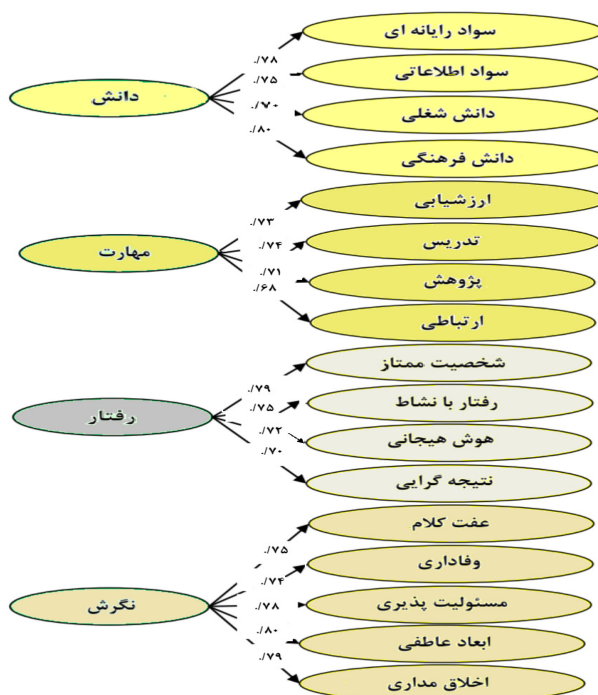 دانش
سواد رایانه ای
./۷۸
سواد اطلاعاتی
./۷۵
دانش شغلی
./۷۰
دانش فرهنگی
./۸۰
مهارت
ارزشیابی
./۷۳
تدریس
./۷۴
پژوهش
./۷۱
ارتباطی
./۶۸
رفتار
شخصیت ممتاز
./۷۹
رفتار با نشاط
./۷۵
هوش هیجانی
./۷۲
نتیجه گرایی
./۷۰
نگرش
عفت کلام
./۷۵
وفاداری
./۷۴
مسئولیت پذیری
./۷۸
ابعاد عاطفی
./۸۰
اخلاق مداری
./۷۹